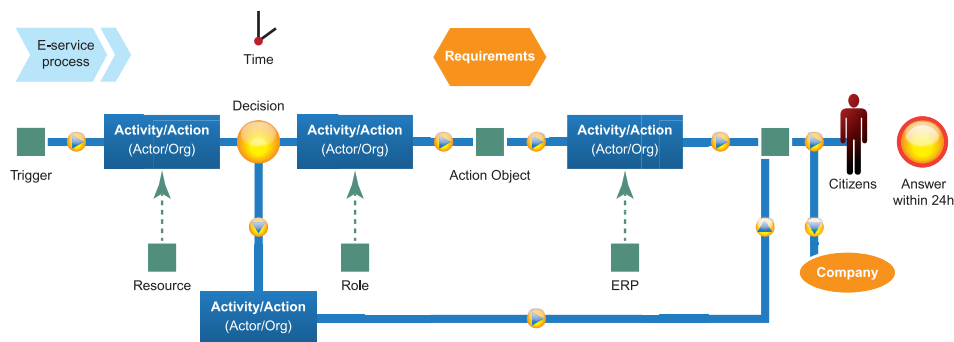 E-service
process
Time
Requirements
Decision
Activity/Action
(Actor/Org)
Activity/Action
(Actor/Org)
Activity/Action
(Actor/Org)
Trigger
Action Object
Citizens
Answer
within 24h
Resource
Role
ERP
Company
Activity/Action
(Actor/Org)